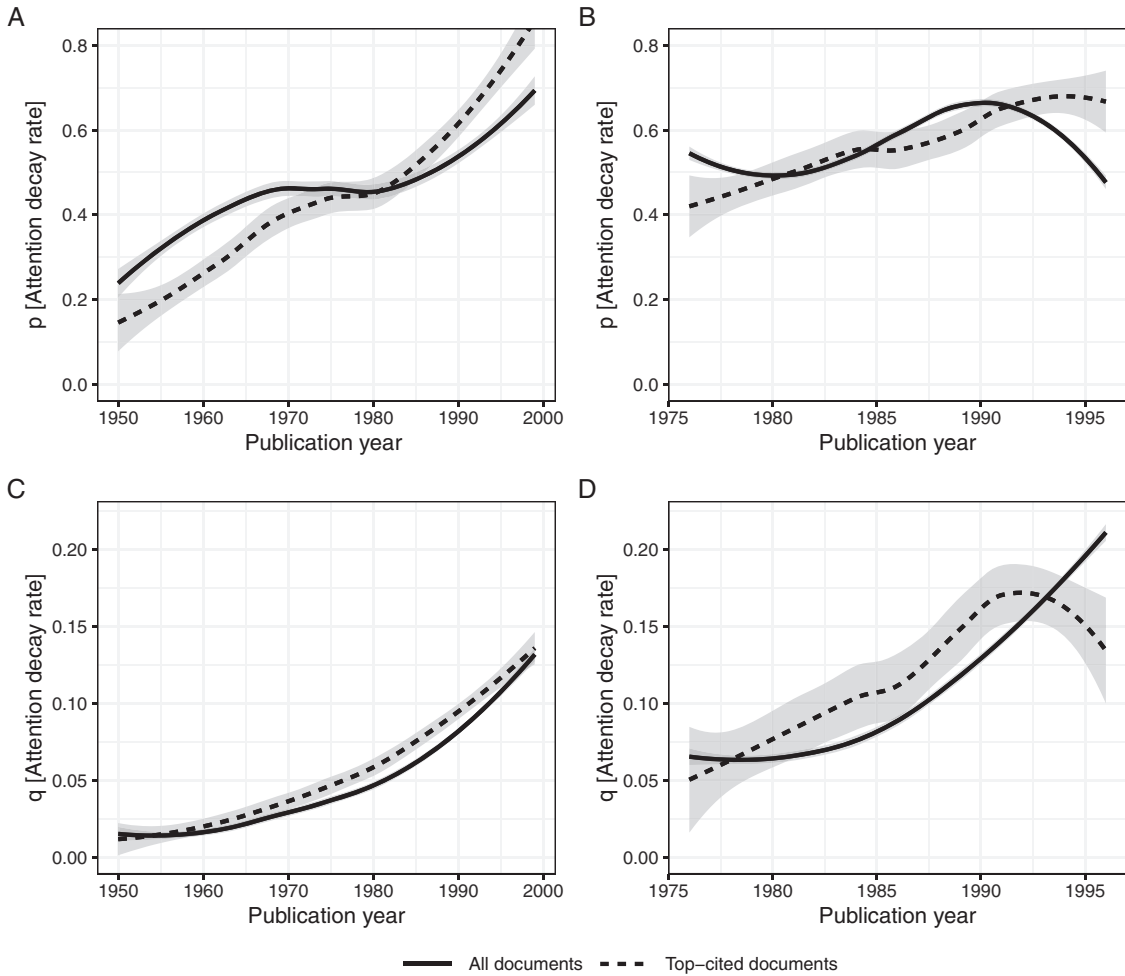 A
p [Attention decay rate]
0.8
0.6
0.4
0.2
0.0
1950 1960 1970 1980 1990 2000
Publication year
B
p [Attention decay rate]
0.8
0.6
0.4
0.2
0.0
1975 1980 1985 1990 1995
Publication year
C
q [Attention decay rate]
0.20
0.15
0.10
0.05
0.00
1950 1960 1970 1980 1990 2000
Publication year
D
q [Attention decay rate]
0.20
0.15
0.10
0.05
0.00
1975 1980 1985 1990 1995
Publication year
All documents Top−cited documents